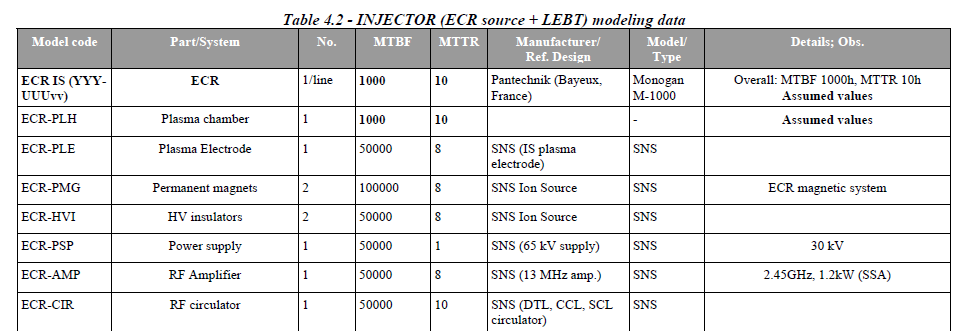 Table 4.2 - INJECTOR (ECR source + LEBT) modeling data
Model code Part/System No. MTBF MTTR Manufacturer/ Ref. Design Model/ Type Details; Obs.
ECR IS (YYY-UUUvv) ECR 1/line 1000 10 Pantechnik (Bayeux, France) Monogan M-1000 Overall: MTBF 1000h, MTTR 10h Assumed values
ECR-PLH Plasma chamber 1 1000 10 - Assumed values
ECR-PLE Plasma Electrode 1 50000 8 SNS (IS plasma electrode) SNS
ECR-PMG Permanent magnets 2 100000 8 SNS Ion Source SNS ECR magnetic system
ECR-HVI HV insulators 2 50000 8 SNS Ion Source SNS
ECR-PSP Power supply 1 50000 1 SNS (65 kV supply) SNS 30 kV
ECR-AMP RF Amplifier 1 50000 8 SNS (13 MHz amp.) SNS 2.45GHz, 1.2kW (SSA)
ECR-CIR RF circulator 1 50000 10 SNS (DTL, CCL, SCL circulator) SNS